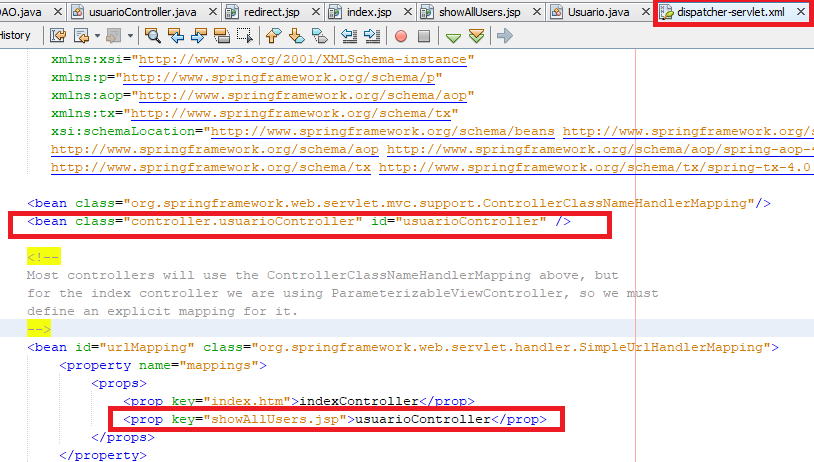 OAO.java usuarioController.java redirect.jsp index.jsp showAllUsers.jsp Usuario.java dispatcher-servlet.xml
History
xmlns:xsi="http://www.w3.org/2001/XMLSchema-instance"
xmlns:p="http://www.springframework.org/schema/p"
xmlns:aop="http://www.springframework.org/schema/aop"
xmlns:tx="http://www.springframework.org/schema/tx"
xsi:schemaLocation="http://www.springframework.org/schema/beans http://www.springframework.org/s
http://www.springframework.org/schema/aop http://www.springframework.org/schema/aop/spring-aop-4
http://www.springframework.org/schema/tx http://www.springframework.org/schema/tx/spring-tx-4.0
<bean class="org.springframework.web.servlet.mvc.support.ControllerClassNameHandlerMapping"/>
<bean class="controller.usuarioController" id="usuarioController" />
<!--
Most controllers will use the ControllerClassNameHandlerMapping above, but
for the index controller we are using ParameterizableViewController, so we must
define an explicit mapping for it.
-->
<bean id="urlMapping" class="org.springframework.web.servlet.handler.SimpleUrlHandlerMapping">
<property name="mappings">
<props>
<prop key="index.htm">indexController</prop>
<prop key="showAllUsers.jsp">usuarioController</prop>
</props>
</property>